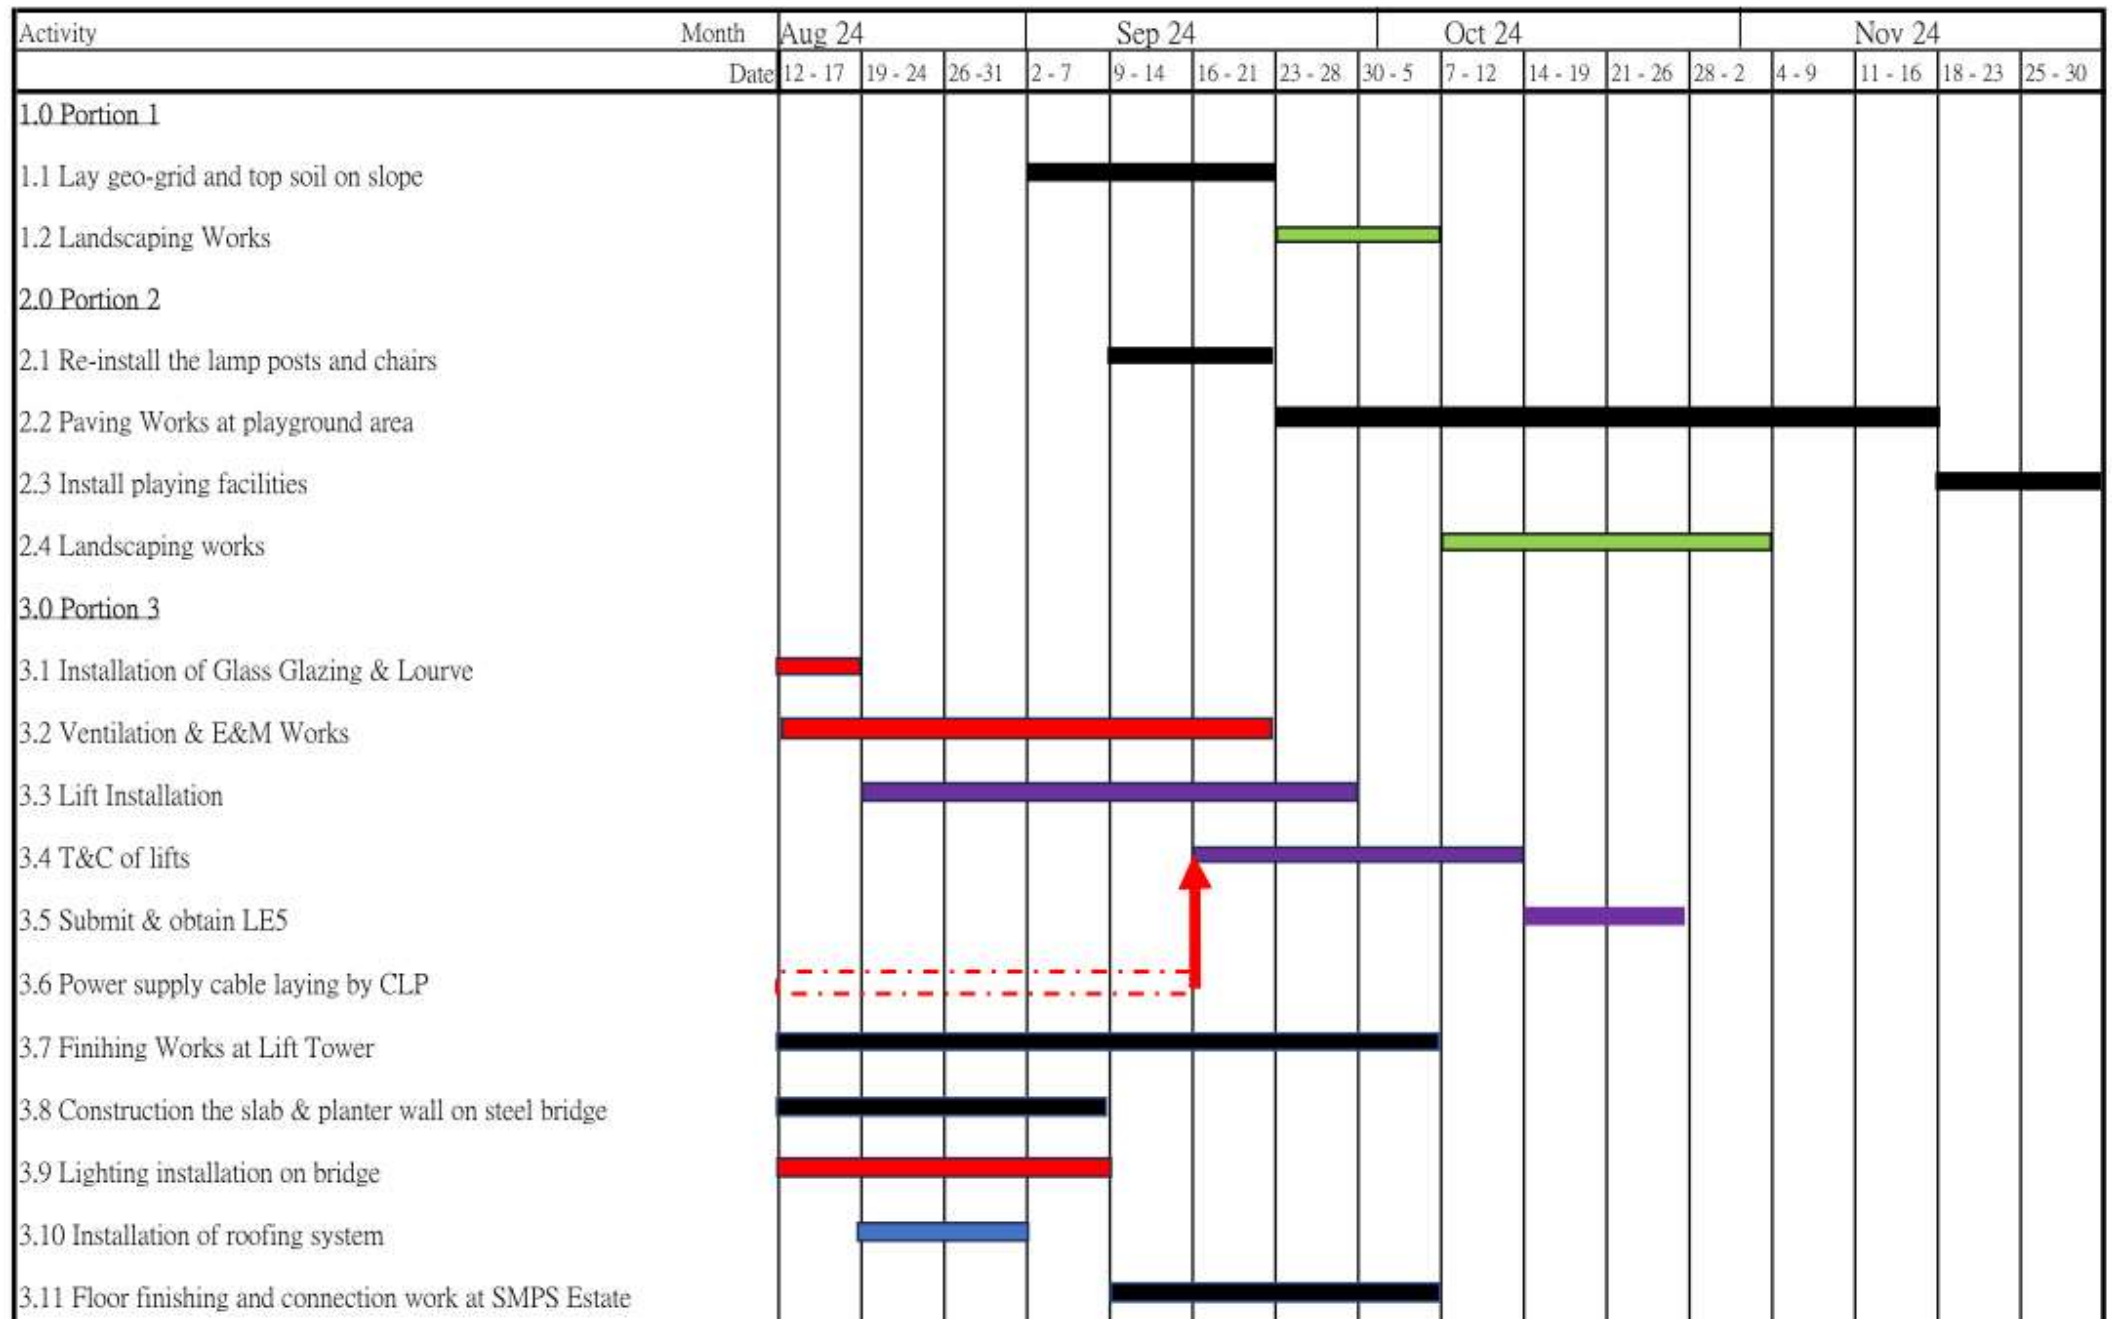 Activity Month Aug 24 Sep 24 Oct 24 Nov 24
Date 12 - 17 19 - 24 26 -31 2 - 7 9 - 14 16 - 21 23 - 28 30 - 5 7 - 12 14 - 19 21 - 26 28 - 2 4 - 9 11 - 16 18 - 23 25 - 30
1.0 Portion 1
1.1 Lay geo-grid and top soil on slope
1.2 Landscaping Works
2.0 Portion 2
2.1 Re-install the lamp posts and chairs
2.2 Paving Works at playground area
2.3 Install playing facilities
2.4 Landscaping works
3.0 Portion 3
3.1 Installation of Glass Glazing & Lourve
3.2 Ventilation & E&M Works
3.3 Lift Installation
3.4 T&C of lifts
3.5 Submit & obtain LE5
3.6 Power supply cable laying by CLP
3.7 Finihing Works at Lift Tower
3.8 Construction the slab & planter wall on steel bridge
3.9 Lighting installation on bridge
3.10 Installation of roofing system
3.11 Floor finishing and connection work at SMPS Estate